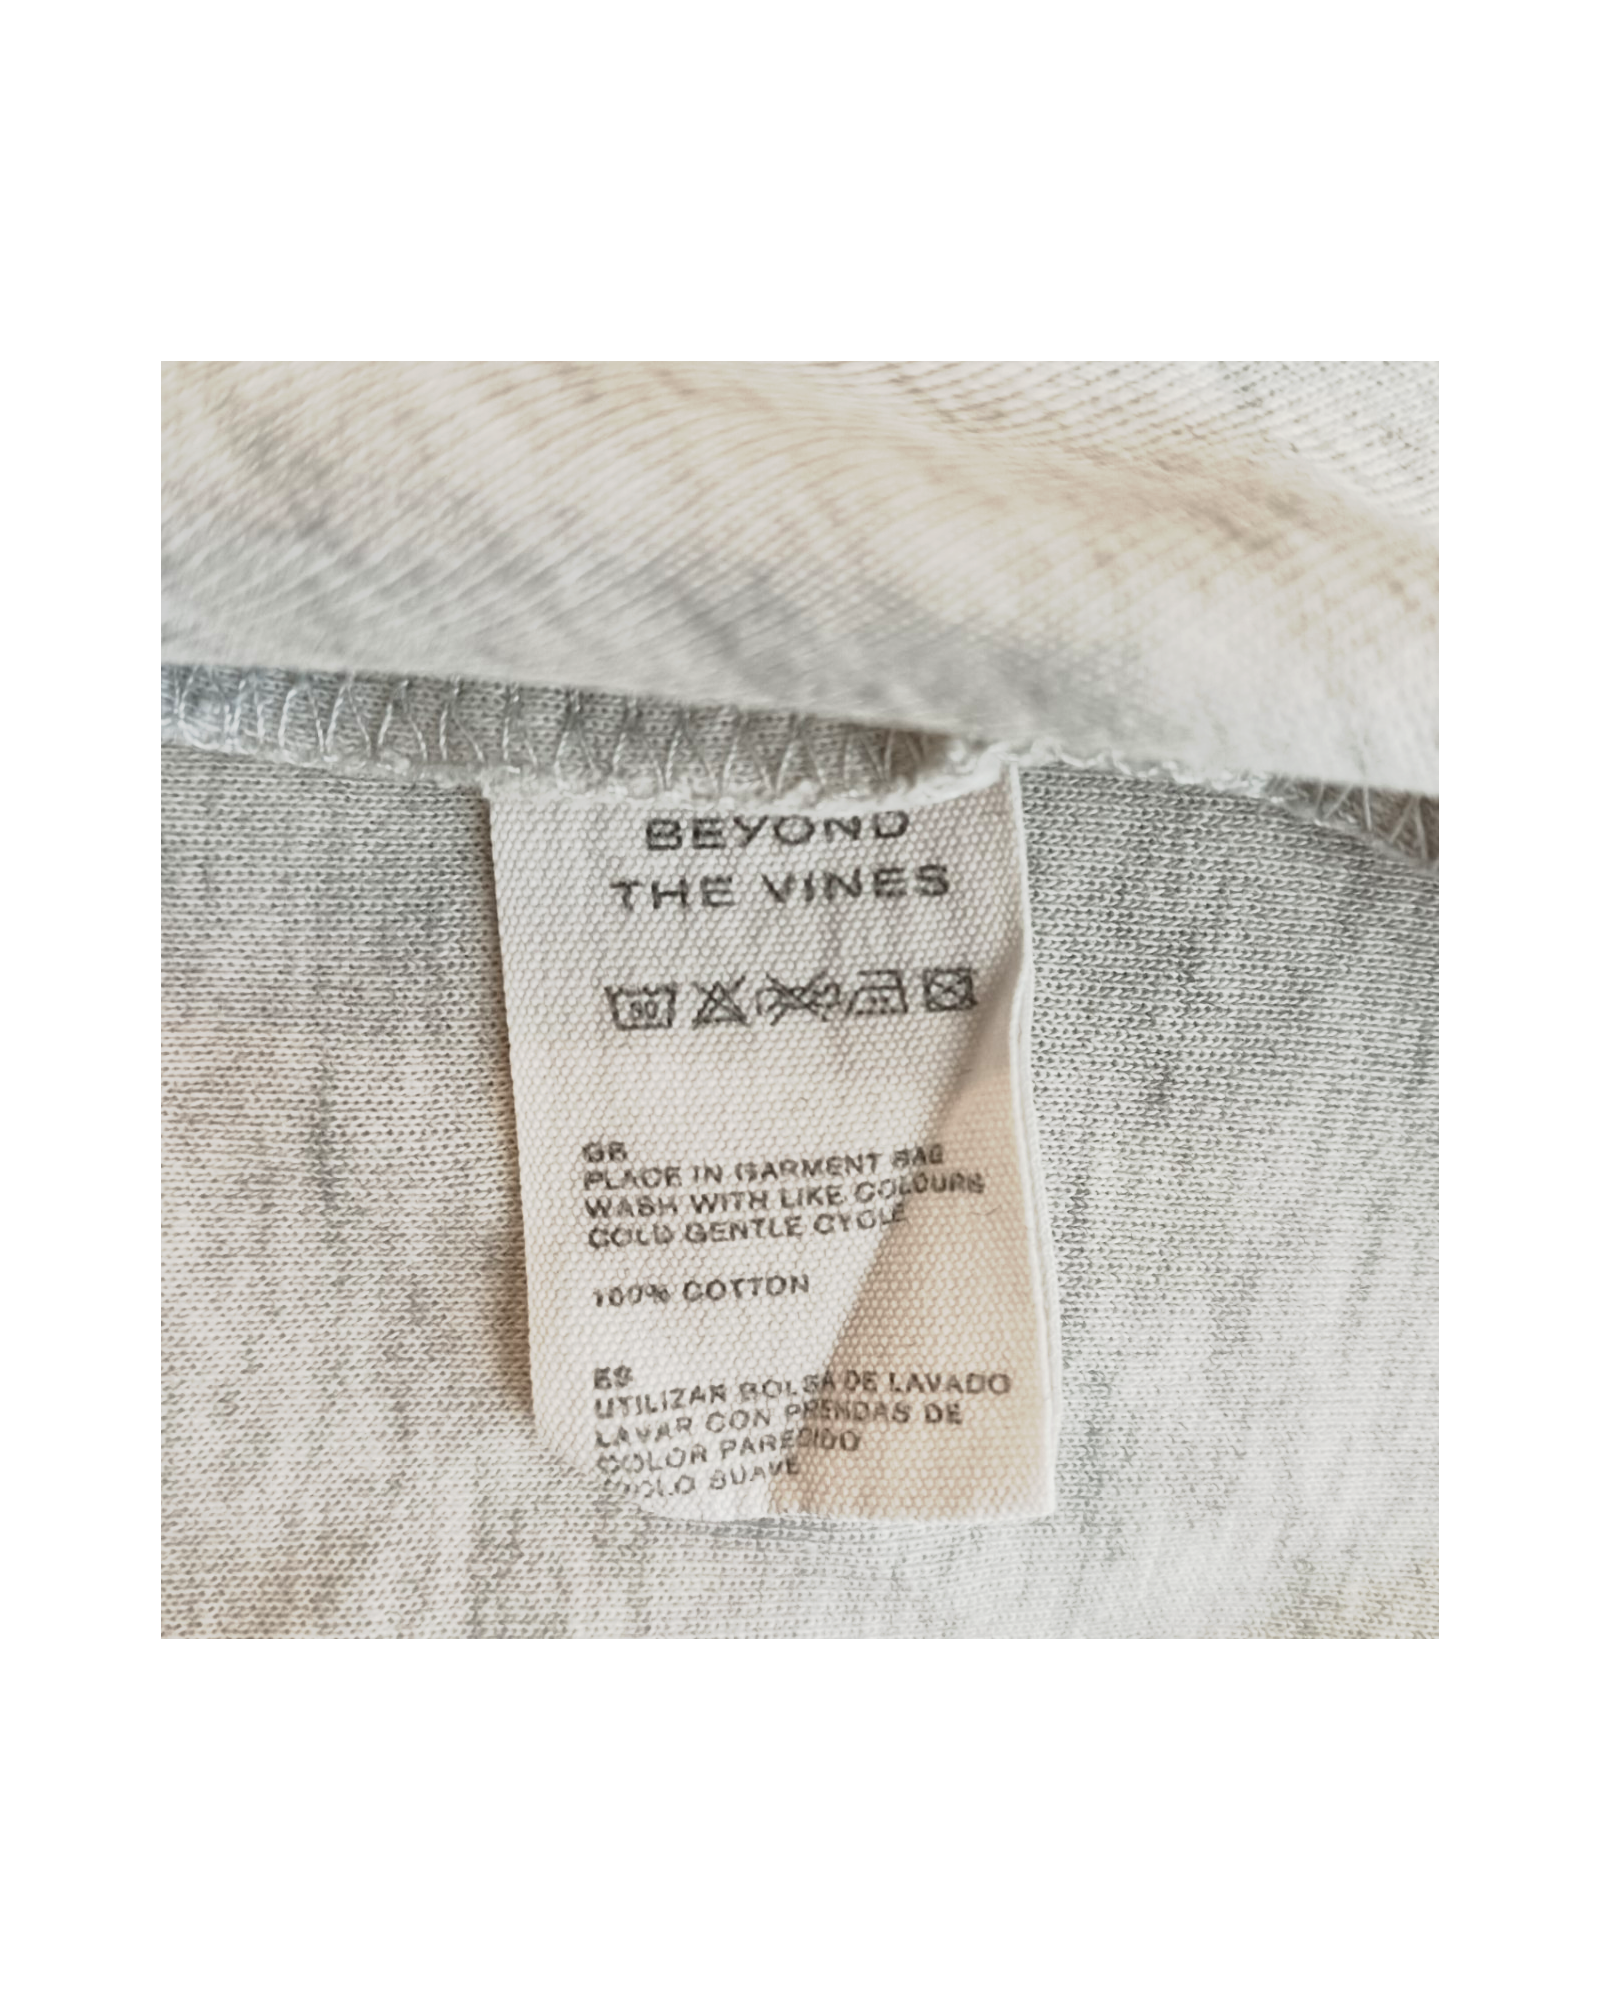 BEYOND
THE VINES
30
GB
PLACE IN GARMENT BAG
WASH WITH LIKE COLOURS
COLD GENTLE CYCLE
100% COTTON
ES
UTILIZAR BOLSA DE LAVADO
LAVAR CON PRENDAS DE
COLOR PARECIDO
CICLO SUAVE